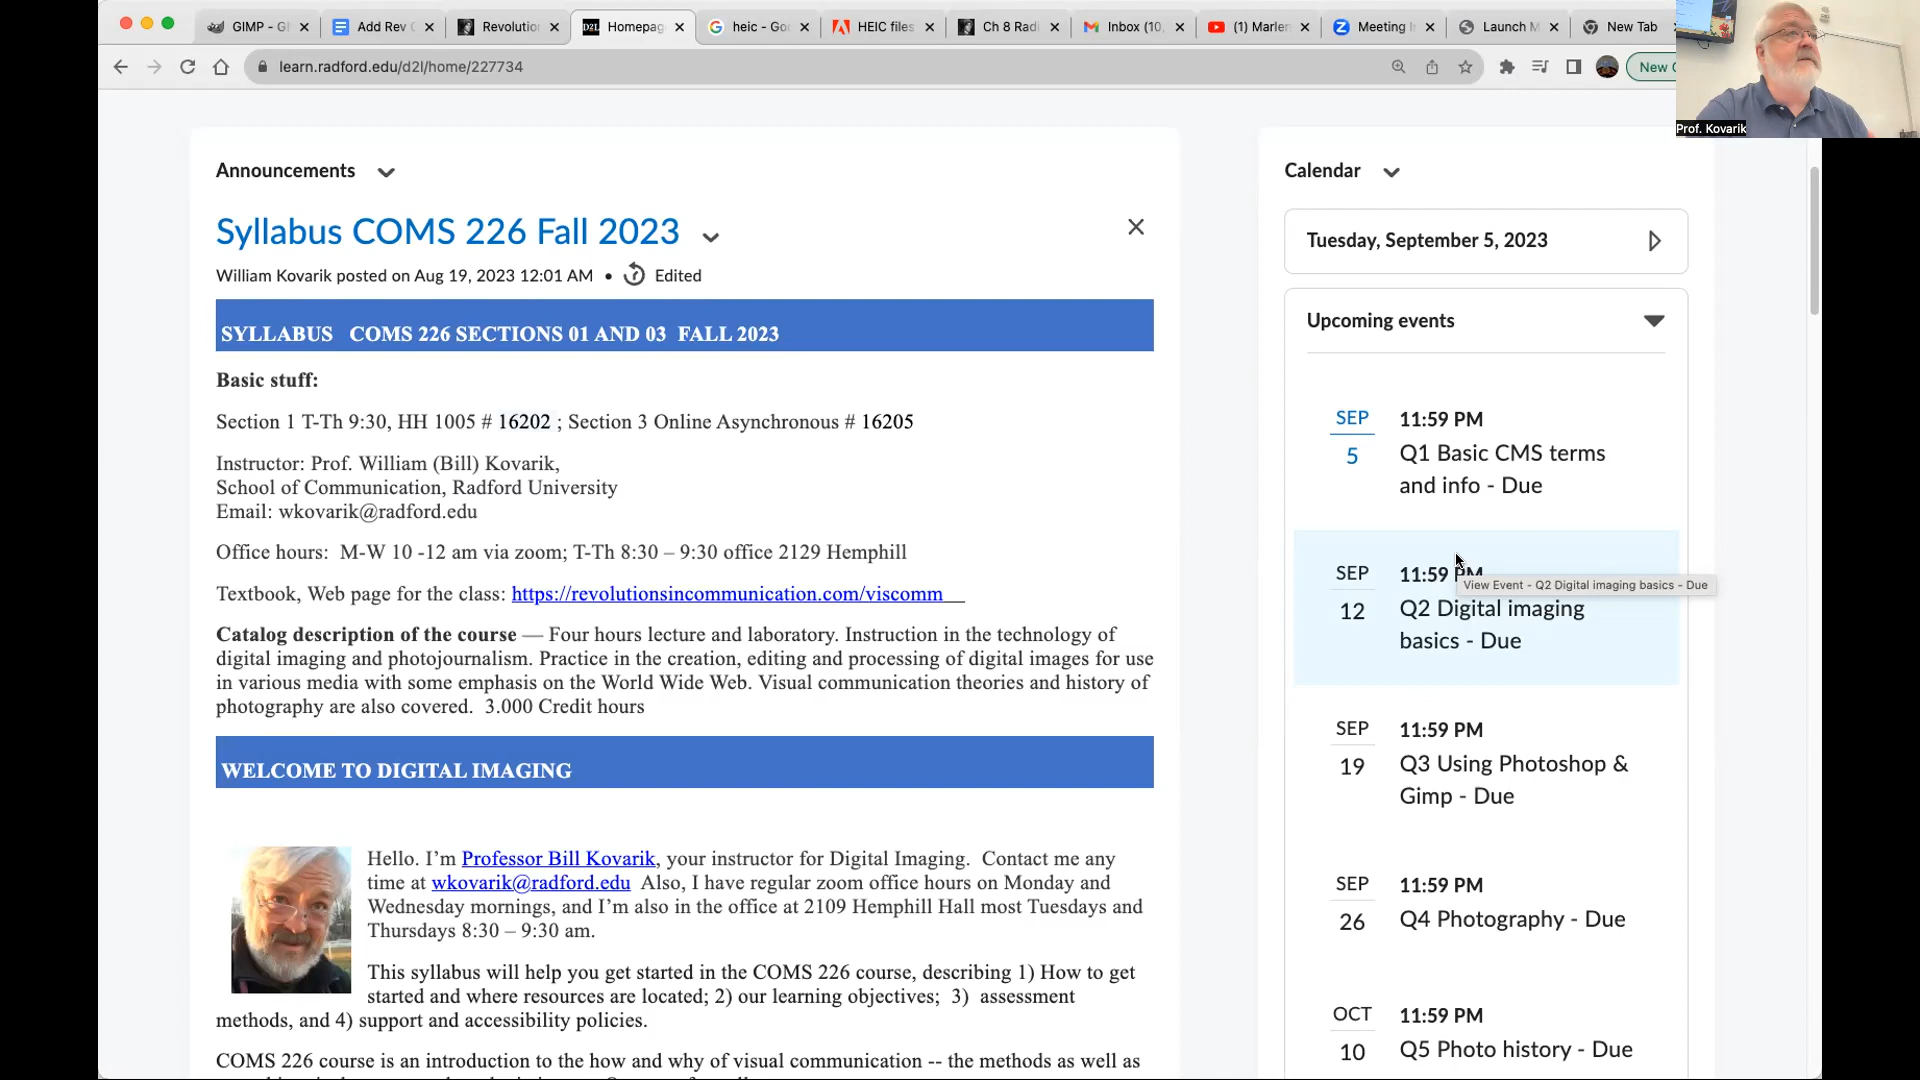 GIMP - G
Add Rev
Revolution
Homepag
heic - Go
HEIC files
Ch 8 Radi
Inbox (10,
(1) Marlen
Meeting
Launch M
New Tab
learn.radford.edu/d2l/home/227734
New
Prof. Kovarik
Announcements
Syllabus COMS 226 Fall 2023
William Kovarik posted on Aug 19, 2023 12:01 AM • Edited
SYLLABUS COMS 226 SECTIONS 01 AND 03 FALL 2023
Basic stuff:
Section 1 T-Th 9:30, HH 1005 # 16202 ; Section 3 Online Asynchronous # 16205
Instructor: Prof. William (Bill) Kovarik,
School of Communication, Radford University
Email: wkovarik@radford.edu
Office hours: M-W 10 -12 am via zoom; T-Th 8:30 – 9:30 office 2129 Hemphill
Textbook, Web page for the class: https://revolutionsincommunication.com/viscomm
Catalog description of the course — Four hours lecture and laboratory. Instruction in the technology of
digital imaging and photojournalism. Practice in the creation, editing and processing of digital images for use
in various media with some emphasis on the World Wide Web. Visual communication theories and history of
photography are also covered. 3.000 Credit hours
WELCOME TO DIGITAL IMAGING
Hello. I’m Professor Bill Kovarik, your instructor for Digital Imaging. Contact me any
time at wkovarik@radford.edu Also, I have regular zoom office hours on Monday and
Wednesday mornings, and I’m also in the office at 2109 Hemphill Hall most Tuesdays and
Thursdays 8:30 – 9:30 am.
This syllabus will help you get started in the COMS 226 course, describing 1) How to get
started and where resources are located; 2) our learning objectives; 3) assessment
methods, and 4) support and accessibility policies.
COMS 226 course is an introduction to the how and why of visual communication -- the methods as well as
Calendar
Tuesday, September 5, 2023
Upcoming events
SEP
5
11:59 PM
Q1 Basic CMS terms
and info - Due
SEP
12
11:59 PM
View Event - Q2 Digital imaging basics - Due
Q2 Digital imaging
basics - Due
SEP
19
11:59 PM
Q3 Using Photoshop &
Gimp - Due
SEP
26
11:59 PM
Q4 Photography - Due
OCT
10
11:59 PM
Q5 Photo history - Due